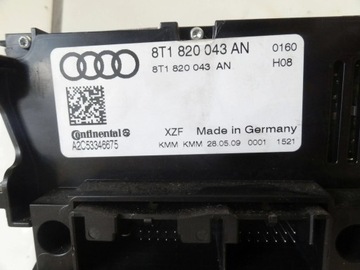 8T1 820 043 AN 0160
8T1 820 043 AN H08
Continental XZF Made in Germany
A2C53346675 KMM KMM 28.05.09 0001 1521